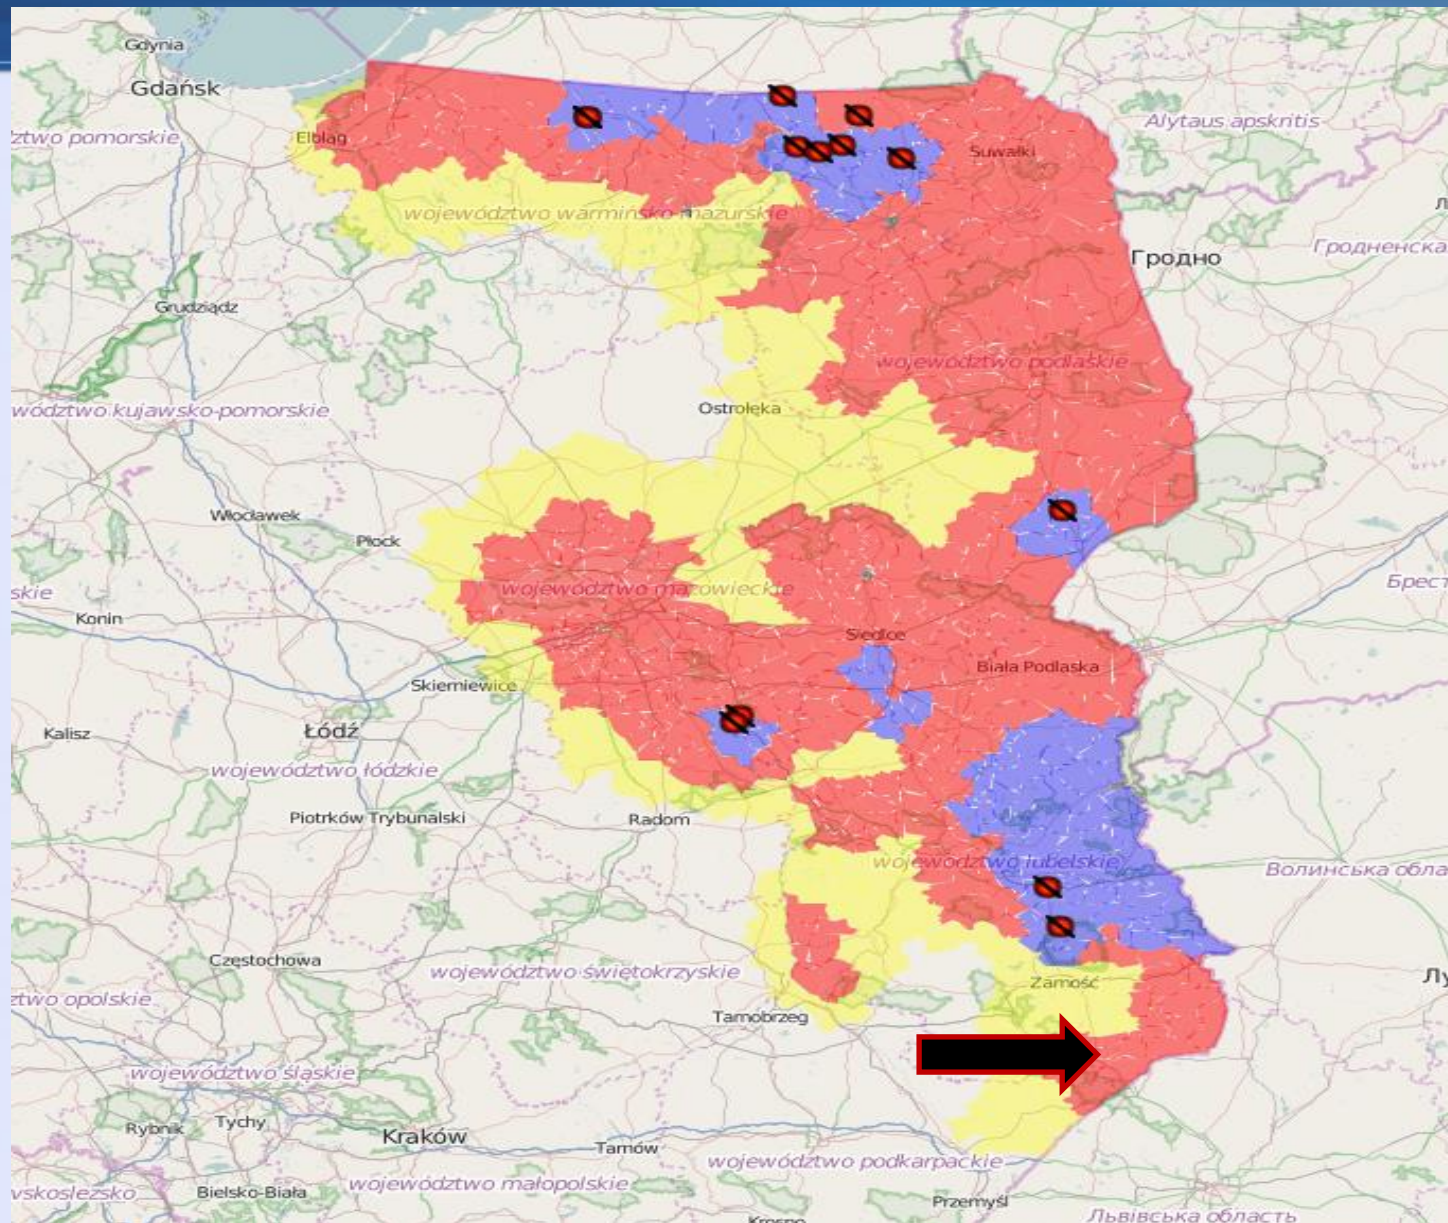 Gdynia
Gdańsk
ztwo pomorskie
Elbląg
Alytaus apskritis
Suwałki
województwo warmińsko-mazurskie
Гродно
Гродненска
Grudziądz
województwo podlaskie
wództwo kujawsko-pomorskie
Ostrołęka
Włocławek
Płock
województwo mazowieckie
Брест
skie
Konin
Siedlce
Biała Podlaska
Skierniewice
Kalisz
Łódź
województwo łódzkie
Piotrków Trybunalski
Radom
województwo lubelskie
Волинська обла
Częstochowa
województwo świętokrzyskie
Лу
Zamość
ztwo opolskie
Tarnobrzeg
województwo śląskie
Rybnik
Tychy
Kraków
Tarnów
województwo podkarpackie
vskoslezsko
Bielsko-Biała
województwo małopolskie
Przemyśl
Львівська область
Krosno